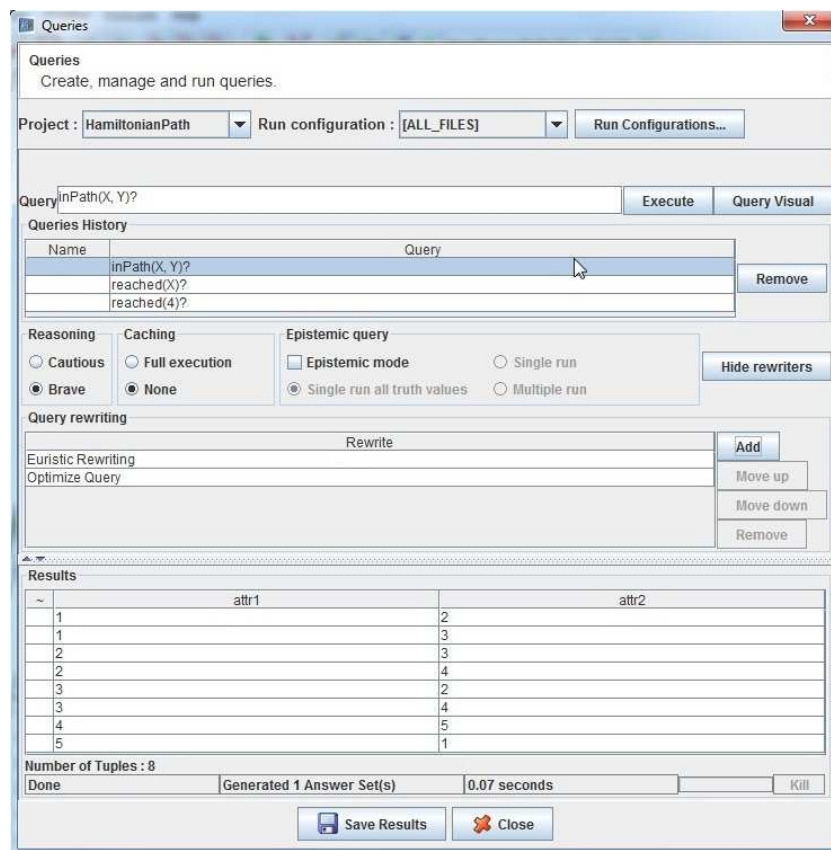 Queries
Queries
Create, manage and run queries.
Project : HamiltonianPath Run configuration : [ALL_FILES] Run Configurations...
Query inPath(X, Y)? Execute Query Visual
Queries History
Name Query
inPath(X, Y)?
reached(X)?
reached(4)?
Remove
Reasoning Caching Epistemic query
Cautious Full execution Epistemic mode Single run
Brave None Single run all truth values Multiple run
Hide rewriters
Query rewriting
Rewrite
Euristic Rewriting
Optimize Query
Add
Move up
Move down
Remove
Results
~ attr1 attr2
1 2
1 3
2 3
2 4
3 2
3 4
4 5
5 1
Number of Tuples : 8
Done Generated 1 Answer Set(s) 0.07 seconds Kill
Save Results Close